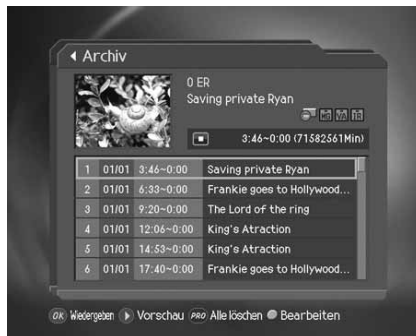 Archiv
0 ER
Saving private Ryan
3:46~0:00 (71582561Min)
1 01/01 3:46~0:00 Saving private Ryan
2 01/01 6:33~0:00 Frankie goes to Hollywood...
3 01/01 9:20~0:00 The Lord of the ring
4 01/01 12:06~0:00 King's Atraction
5 01/01 14:53~0:00 King's Atraction
6 01/01 17:40~0:00 Frankie goes to Hollywood...
OK Wiedergeben Vorschau PRO Alle löschen Bearbeiten